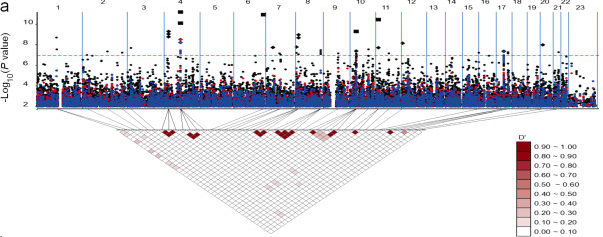 a
1 2 3 4 5 6 7 8 9 10 11 12 13 14 15 16 17 18 19 20 21 22 23
-Log10(P value)
10
8
6
4
2
D'
0.90 ~ 1.00
0.80 ~ 0.90
0.70 ~ 0.80
0.60 ~ 0.70
0.50 ~ 0.60
0.40 ~ 0.50
0.30 ~ 0.40
0.20 ~ 0.30
0.10 ~ 0.20
0.00 ~ 0.10